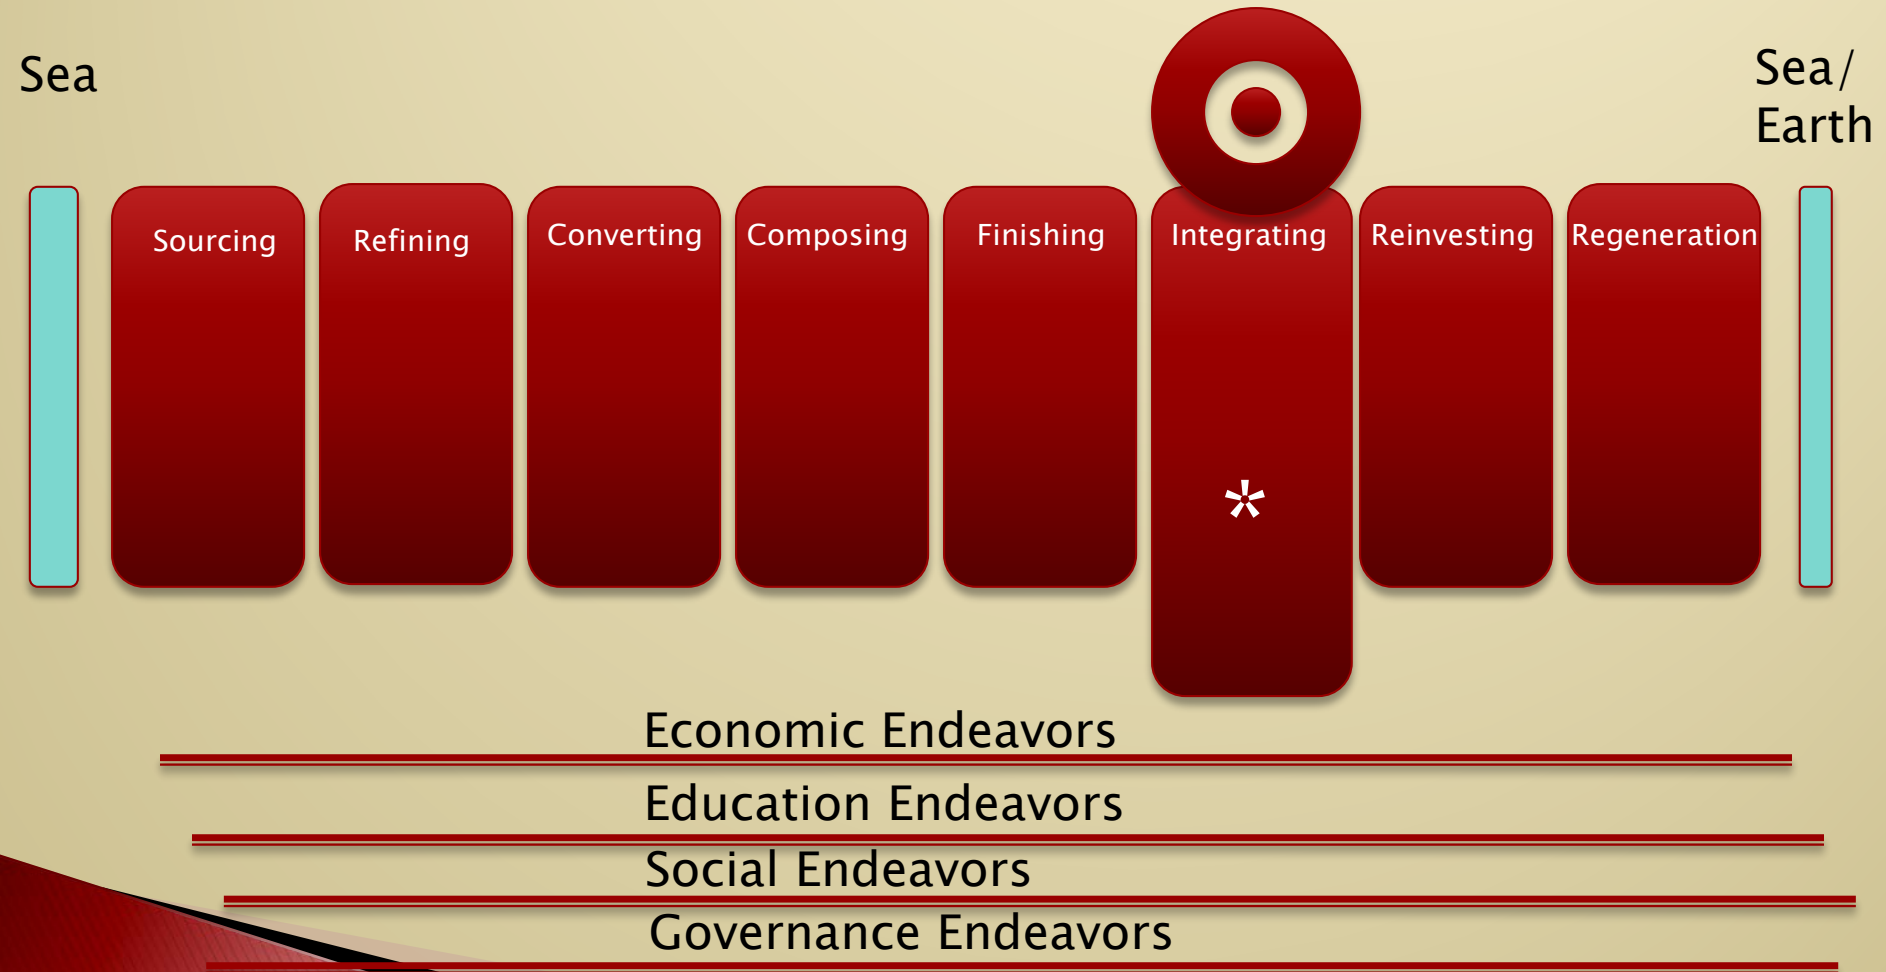 Sea
Sea/
Earth
Sourcing
Refining
Converting
Composing
Finishing
Integrating
Reinvesting
Regeneration
*
Economic Endeavors
Education Endeavors
Social Endeavors
Governance Endeavors